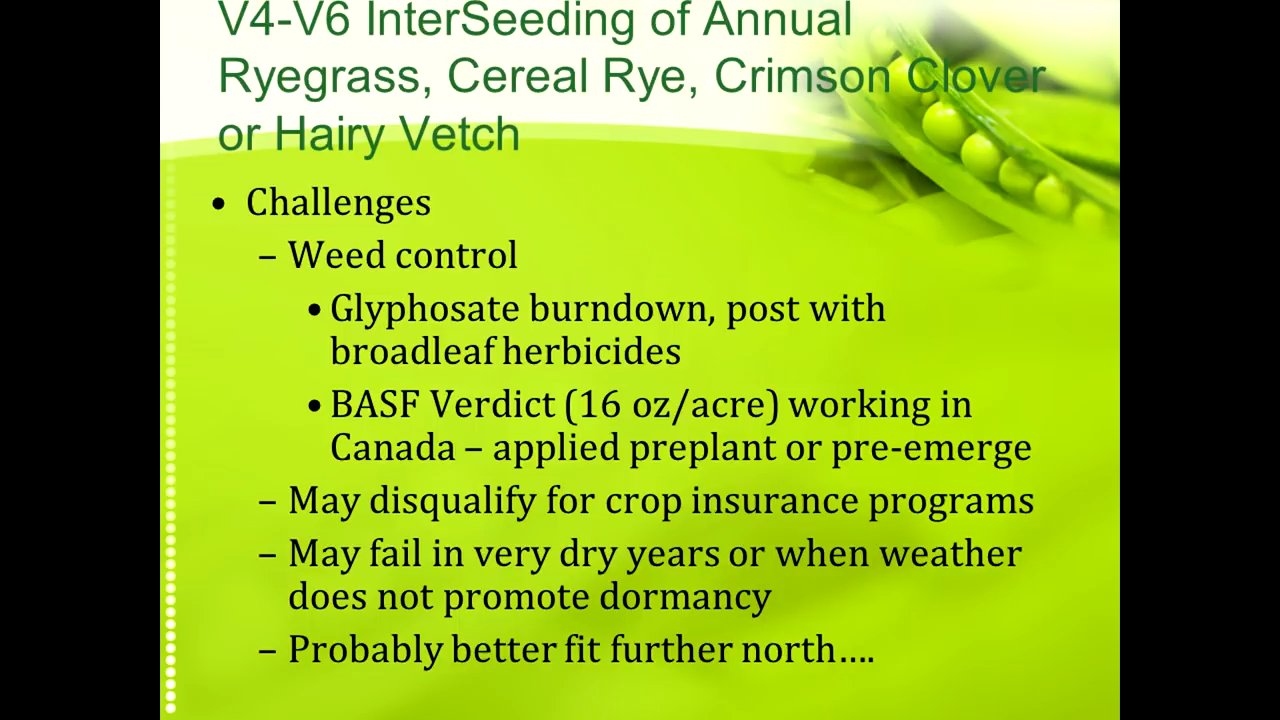 V4-V6 InterSeeding of Annual
Ryegrass, Cereal Rye, Crimson Clover
or Hairy Vetch
• Challenges
– Weed control
• Glyphosate burndown, post with
broadleaf herbicides
• BASF Verdict (16 oz/acre) working in
Canada – applied preplant or pre-emerge
– May disqualify for crop insurance programs
– May fail in very dry years or when weather
does not promote dormancy
– Probably better fit further north....